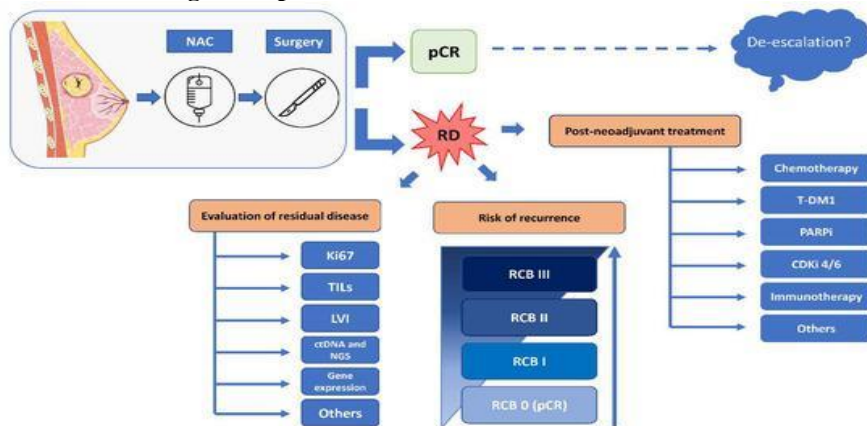 NAC
Surgery
pCR
De-escalation?
RD
Post-neoadjuvant treatment
Chemotherapy
T-DM1
PARPi
CDKi 4/6
Immunotherapy
Others
Evaluation of residual disease
Ki67
TILs
LVI
ctDNA and
NGS
Gene
expression
Others
Risk of recurrence
RCB III
RCB II
RCB I
RCB 0 (pCR)